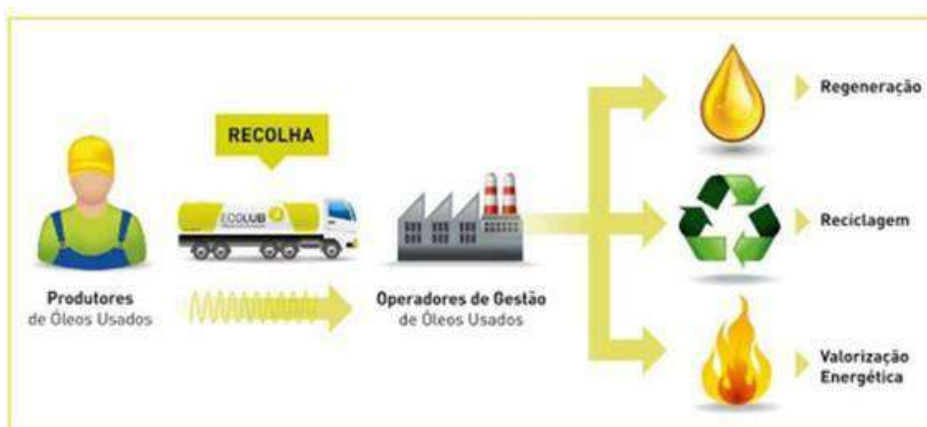 RECOLHA
ECOLUB
Produtores
de Óleos Usados
Operadores de Gestão
de Óleos Usados
Regeneração
Reciclagem
Valorização
Energética